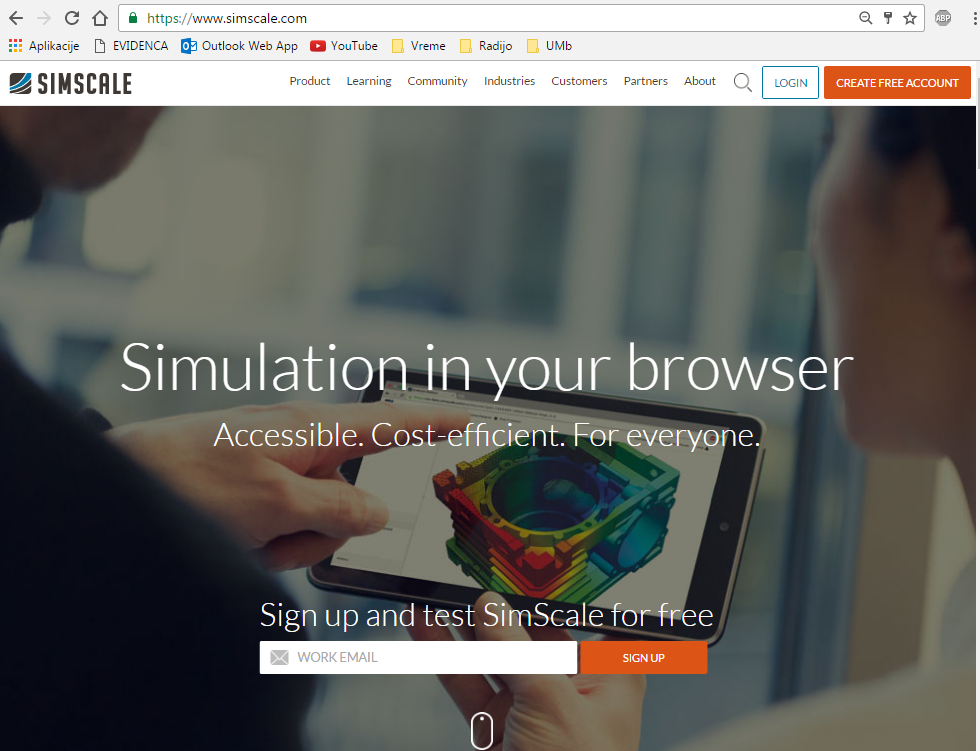 https://www.simscale.com
ABP
Aplikacije EVIDENCA Outlook Web App YouTube Vreme Radijo UMb
SIMSCALE Product Learning Community Industries Customers Partners About LOGIN CREATE FREE ACCOUNT
Simulation in your browser
Accessible. Cost-efficient. For everyone.
Sign up and test SimScale for free
WORK EMAIL SIGN UP